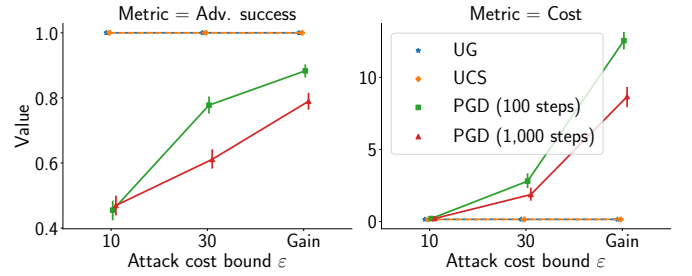 Metric = Adv. success
1.0
0.8
0.6
0.4
Value
10
30
Gain
Attack cost bound ε
Metric = Cost
UG
UCS
PGD (100 steps)
PGD (1,000 steps)
10
5
0
10
30
Gain
Attack cost bound ε